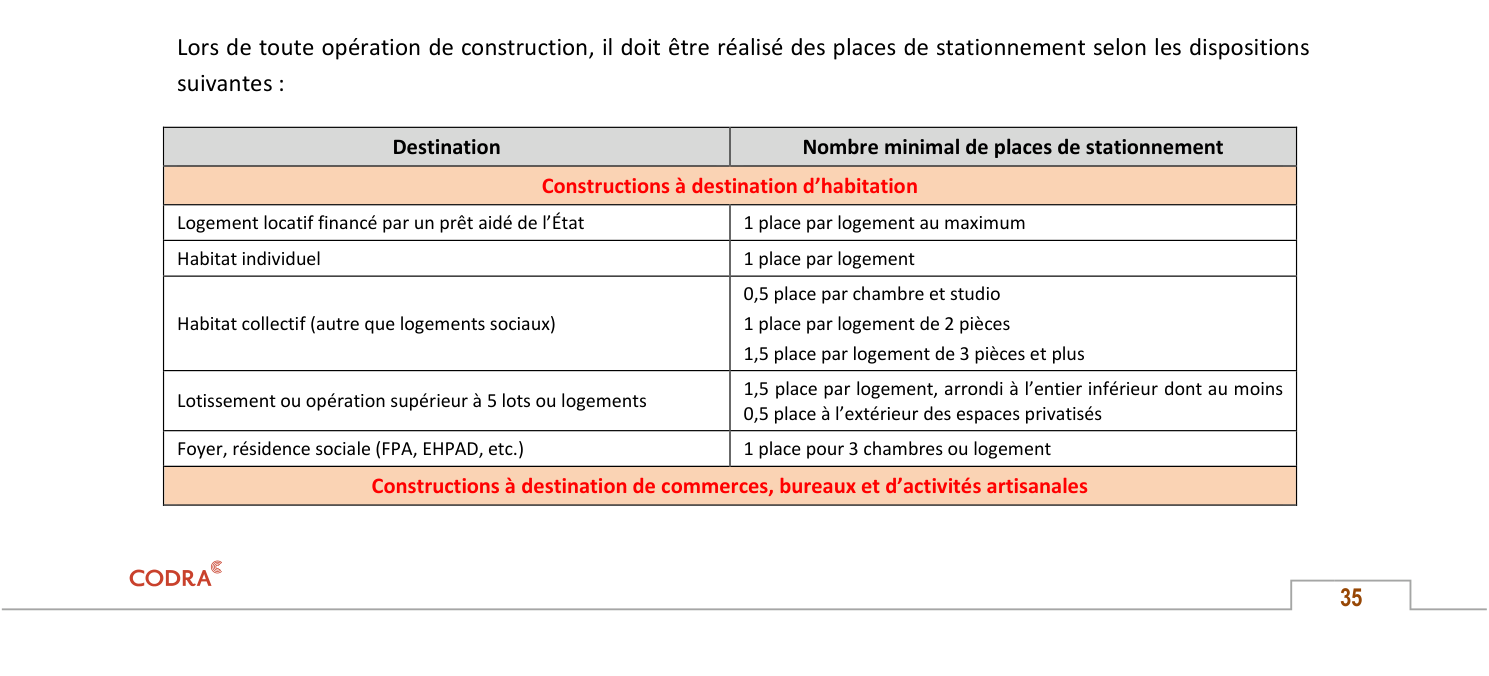 Lors de toute opération de construction, il doit être réalisé des places de stationnement selon les dispositions
suivantes :
Destination
Nombre minimal de places de stationnement
Constructions à destination d’habitation
Logement locatif financé par un prêt aidé de l’État
1 place par logement au maximum
Habitat individuel
1 place par logement
Habitat collectif (autre que logements sociaux)
0,5 place par chambre et studio
1 place par logement de 2 pièces
1,5 place par logement de 3 pièces et plus
Lotissement ou opération supérieur à 5 lots ou logements
1,5 place par logement, arrondi à l’entier inférieur dont au moins
0,5 place à l’extérieur des espaces privatisés
Foyer, résidence sociale (FPA, EHPAD, etc.)
1 place pour 3 chambres ou logement
Constructions à destination de commerces, bureaux et d’activités artisanales
CODRA
35